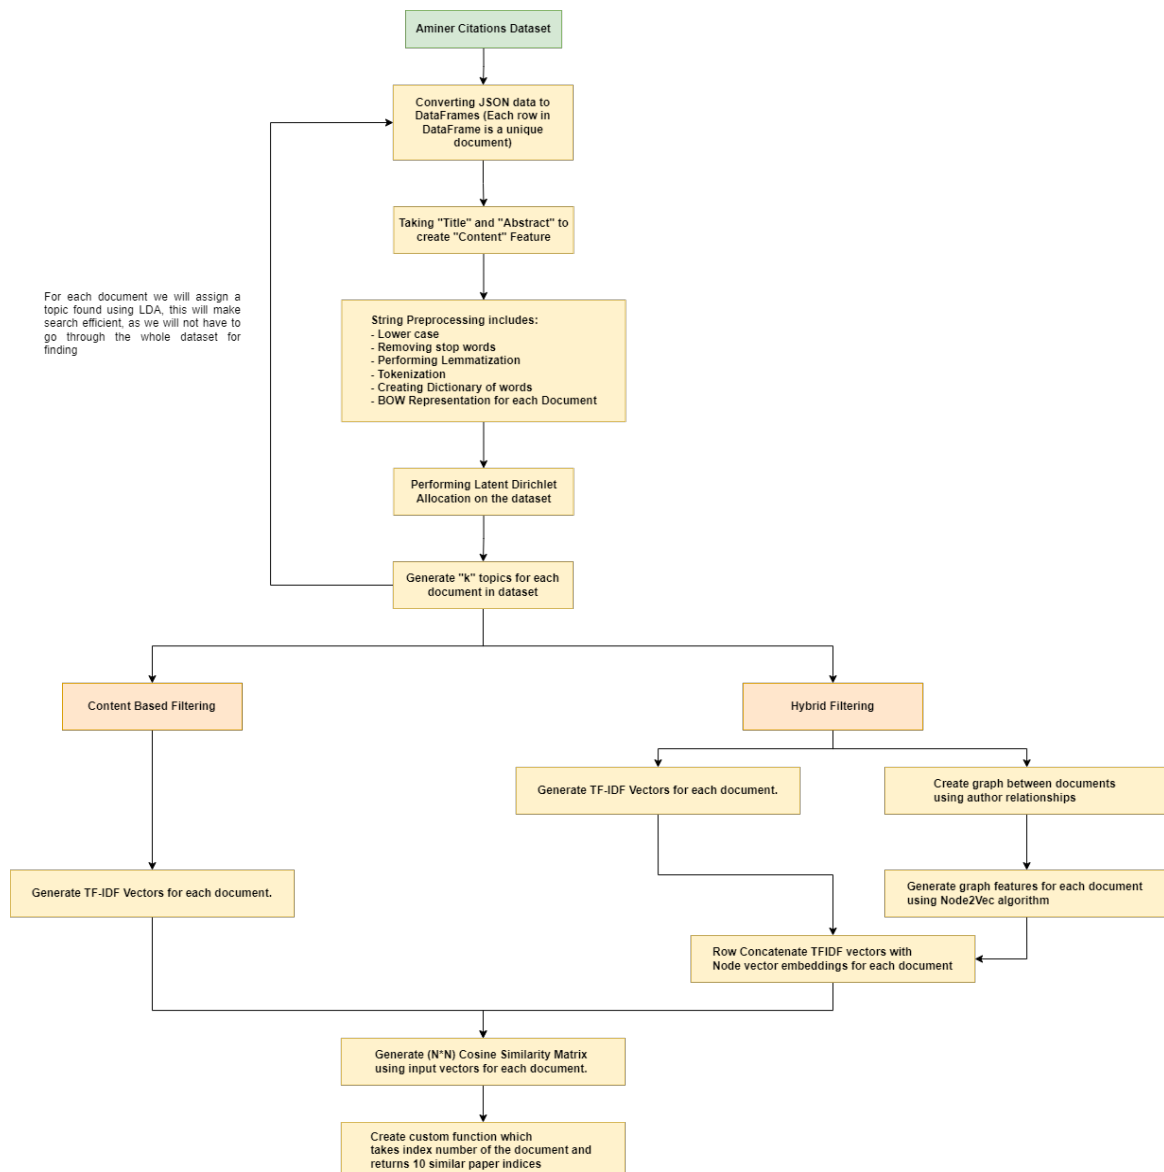 Aminer Citations Dataset
Converting JSON data to
DataFrames (Each row in
DataFrame is a unique
document)
Taking "Title" and "Abstract" to
create "Content" Feature
For each document we will assign a
topic found using LDA, this will make
search efficient, as we will not have to
go through the whole dataset for
finding
String Preprocessing includes:
- Lower case
- Removing stop words
- Performing Lemmatization
- Tokenization
- Creating Dictionary of words
- BOW Representation for each Document
Performing Latent Dirichlet
Allocation on the dataset
Generate "k" topics for each
document in dataset
Content Based Filtering
Hybrid Filtering
Generate TF-IDF Vectors for each document.
Create graph between documents
using author relationships
Generate TF-IDF Vectors for each document.
Generate graph features for each document
using Node2Vec algorithm
Row Concatenate TFIDF vectors with
Node vector embeddings for each document
Generate (N*N) Cosine Similarity Matrix
using input vectors for each document.
Create custom function which
takes index number of the document and
returns 10 similar paper indices